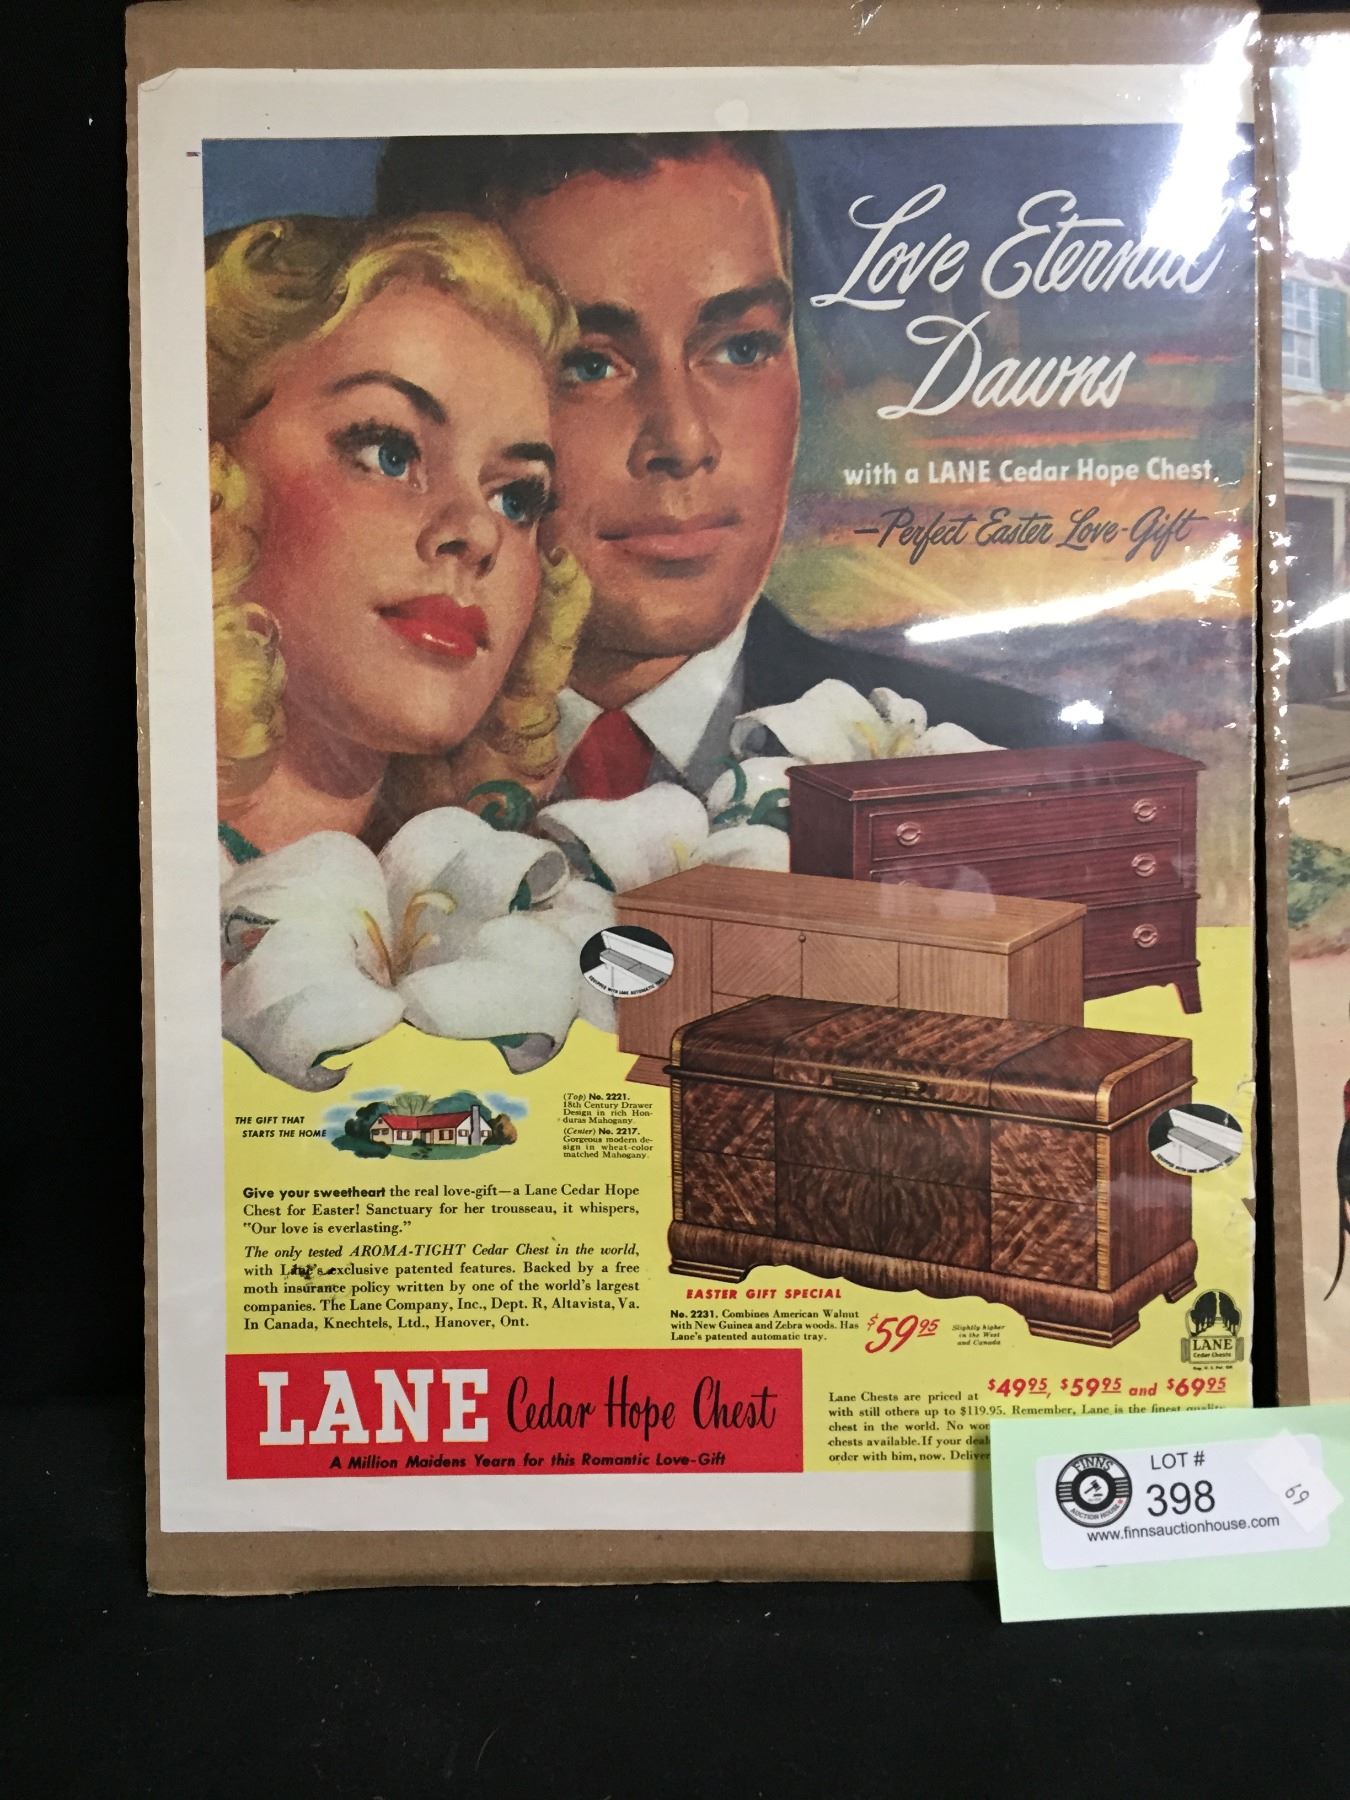 Love Eternal
Dawns
with a LANE Cedar Hope Chest.
—Perfect Easter Love-Gift
THE GIFT THAT
STARTS THE HOME
(Top) No. 2221.
18th Century Drawer
Design in rich Hon-
duras Mahogany.
(Center) No. 2217.
Gorgeous modern de-
sign in wheat-color
matched Mahogany.
Give your sweetheart the real love-gift—a Lane Cedar Hope
Chest for Easter! Sanctuary for her trousseau, it whispers,
"Our love is everlasting."
The only tested AROMA-TIGHT Cedar Chest in the world,
with Lane's exclusive patented features. Backed by a free
moth insurance policy written by one of the world's largest
companies. The Lane Company, Inc., Dept. R, Altavista, Va.
In Canada, Knechtels, Ltd., Hanover, Ont.
EASTER GIFT SPECIAL
No. 2231. Combines American Walnut
with New Guinea and Zebra woods. Has
Lane's patented automatic tray.
$59.95
Slightly higher
in the West
and Canada
LANE
Cedar Chests
LANE Cedar Hope Chest
A Million Maidens Yearn for this Romantic Love-Gift
Lane Chests are priced at $49.95, $59.95 and $69.95
with still others up to $119.95. Remember, Lane is the finest quality
chest in the world. No
chests available. If your
order with him, now.
FINNS
AUCTION HOUSE
LOT #
398
www.finnsauctionhouse.com
69